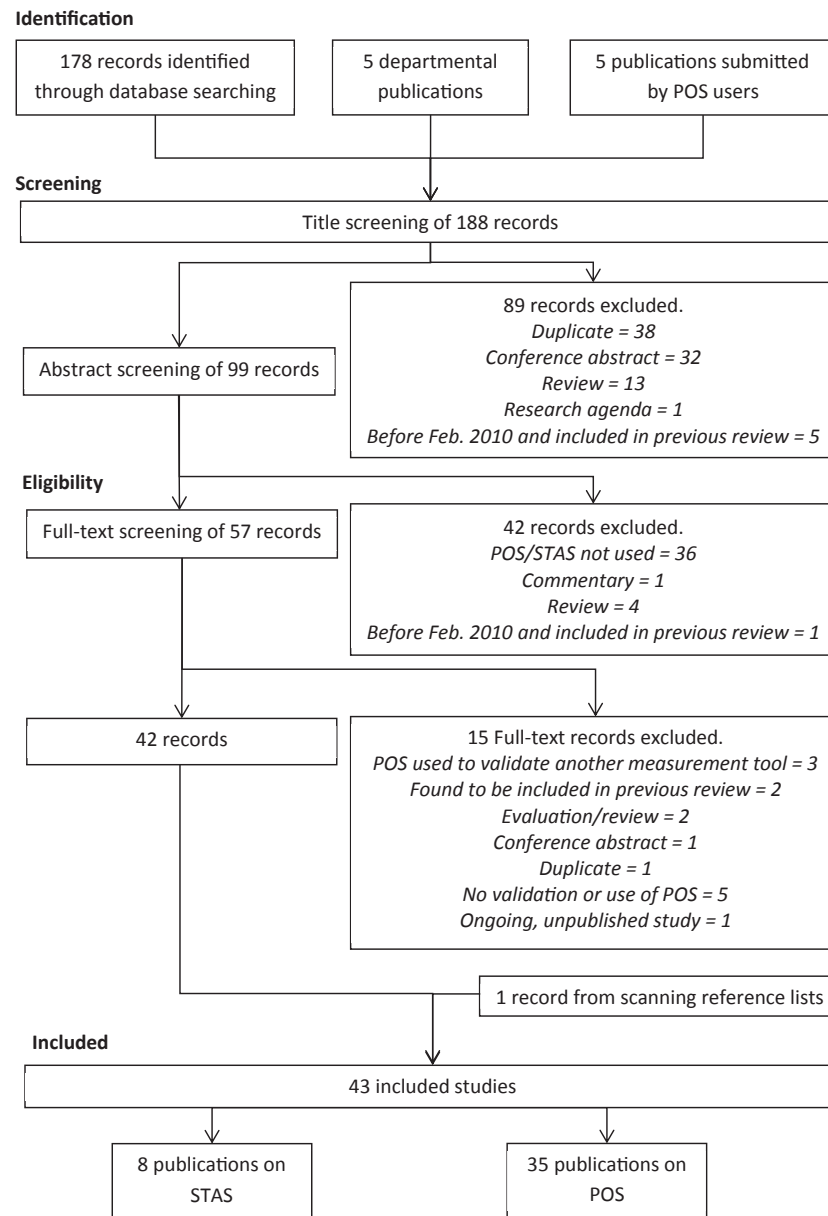 Identification
178 records identified
through database searching
5 departmental
publications
5 publications submitted
by POS users
Screening
Title screening of 188 records
89 records excluded.
Duplicate = 38
Conference abstract = 32
Review = 13
Research agenda = 1
Before Feb. 2010 and included in previous review = 5
Abstract screening of 99 records
Eligibility
Full-text screening of 57 records
42 records excluded.
POS/STAS not used = 36
Commentary = 1
Review = 4
Before Feb. 2010 and included in previous review = 1
42 records
15 Full-text records excluded.
POS used to validate another measurement tool = 3
Found to be included in previous review = 2
Evaluation/review = 2
Conference abstract = 1
Duplicate = 1
No validation or use of POS = 5
Ongoing, unpublished study = 1
1 record from scanning reference lists
Included
43 included studies
8 publications on
STAS
35 publications on
POS